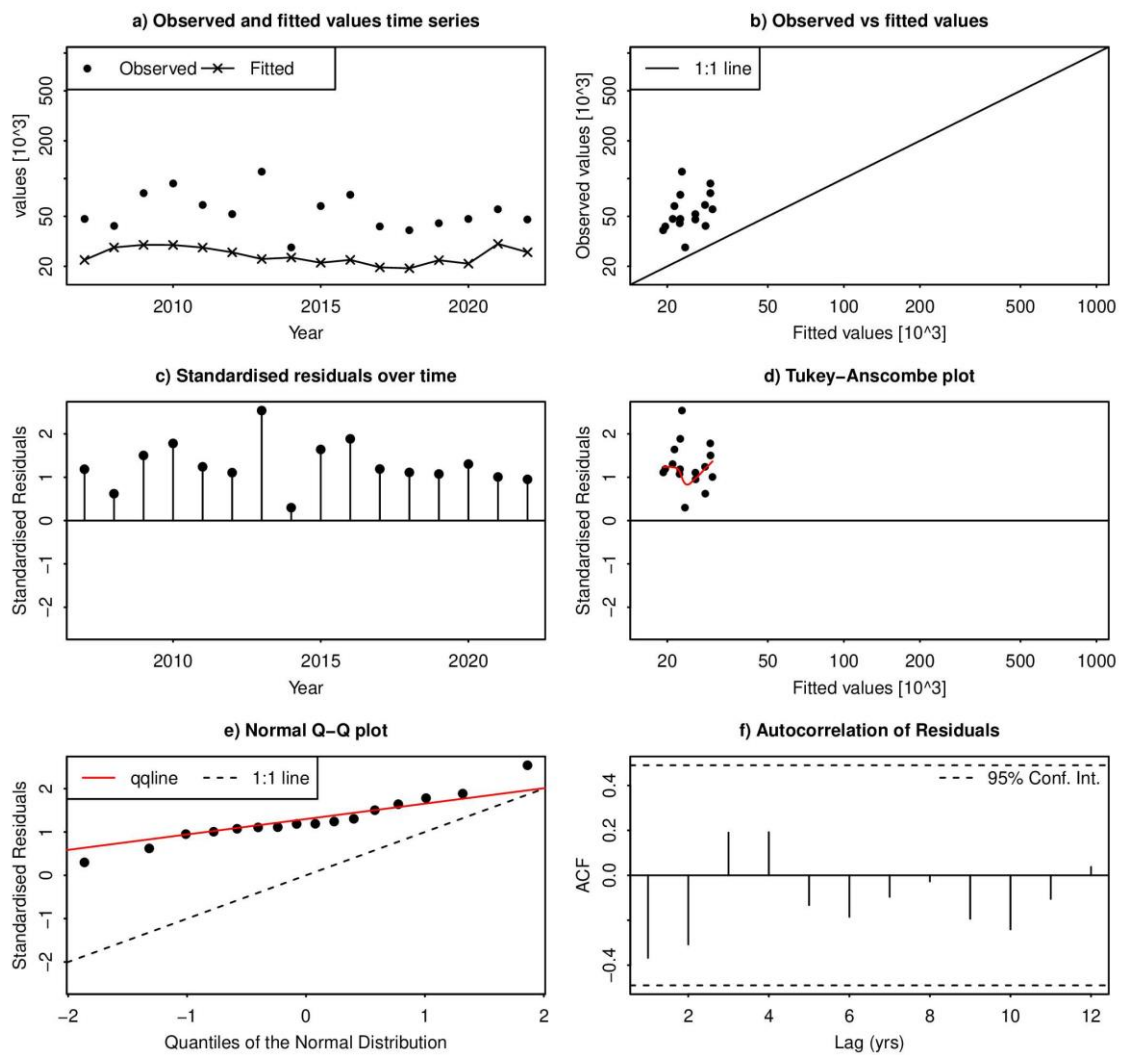 a) Observed and fitted values time series
Observed Fitted
values [10^3]
20 50 200 500
2010 2015 2020
Year
b) Observed vs fitted values
1:1 line
Observed values [10^3]
20 50 200 500
20 50 100 200 500 1000
Fitted values [10^3]
c) Standardised residuals over time
Standardised Residuals
−2 −1 0 1 2
2010 2015 2020
Year
d) Tukey−Anscombe plot
Standardised Residuals
−2 −1 0 1 2
20 50 100 200 500 1000
Fitted values [10^3]
e) Normal Q−Q plot
qqline 1:1 line
Standardised Residuals
−2 −1 0 1 2
−2 −1 0 1 2
Quantiles of the Normal Distribution
f) Autocorrelation of Residuals
95% Conf. Int.
ACF
−0.4 0.0 0.2 0.4
2 4 6 8 10 12
Lag (yrs)